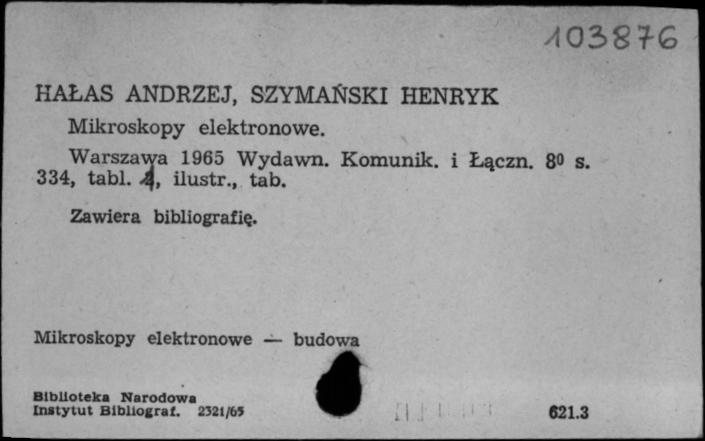 103876
HAŁAS ANDRZEJ, SZYMAŃSKI HENRYK
Mikroskopy elektronowe.
Warszawa 1965 Wydawn. Komunik. i Łączn. 8⁰ s.
334, tabl. , ilustr., tab.
Zawiera bibliografię.
Mikroskopy elektronowe — budowa
Biblioteka Narodowa
Instytut Bibliograf. 2321/65
621.3